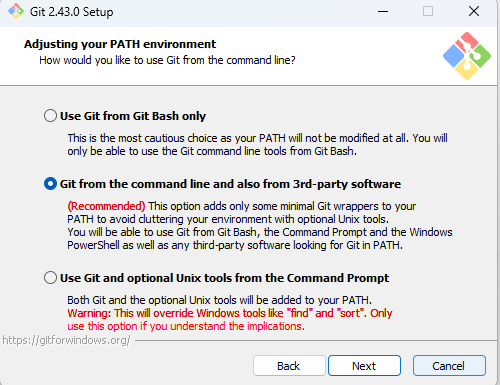 Git 2.43.0 Setup
Adjusting your PATH environment
How would you like to use Git from the command line?
Use Git from Git Bash only
This is the most cautious choice as your PATH will not be modified at all. You will
only be able to use the Git command line tools from Git Bash.
Git from the command line and also from 3rd-party software
(Recommended) This option adds only some minimal Git wrappers to your
PATH to avoid cluttering your environment with optional Unix tools.
You will be able to use Git from Git Bash, the Command Prompt and the Windows
PowerShell as well as any third-party software looking for Git in PATH.
Use Git and optional Unix tools from the Command Prompt
Both Git and the optional Unix tools will be added to your PATH.
Warning: This will override Windows tools like "find" and "sort". Only
use this option if you understand the implications.
https://gitforwindows.org/
Back
Next
Cancel